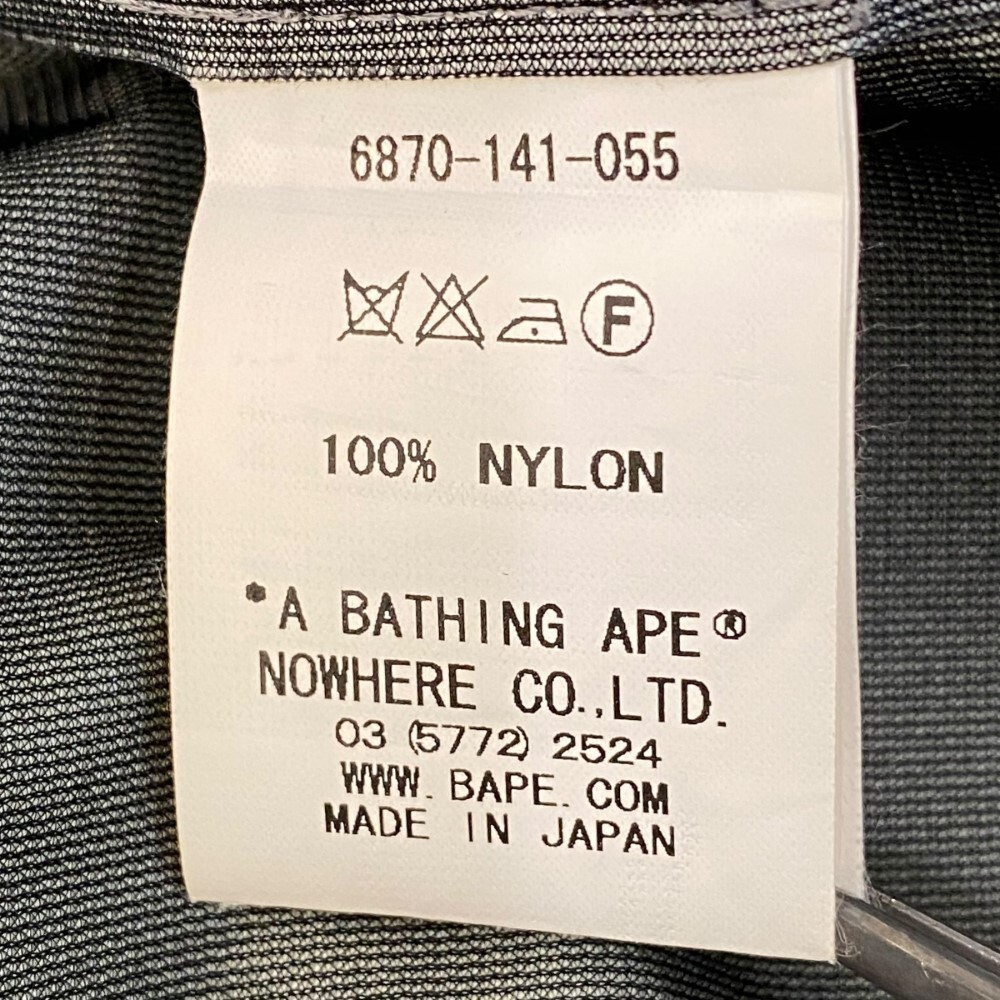 6870-141-055
F
100% NYLON
*A BATHING APE®
NOWHERE CO.,LTD.
03 (5772) 2524
WWW. BAPE. COM
MADE IN JAPAN